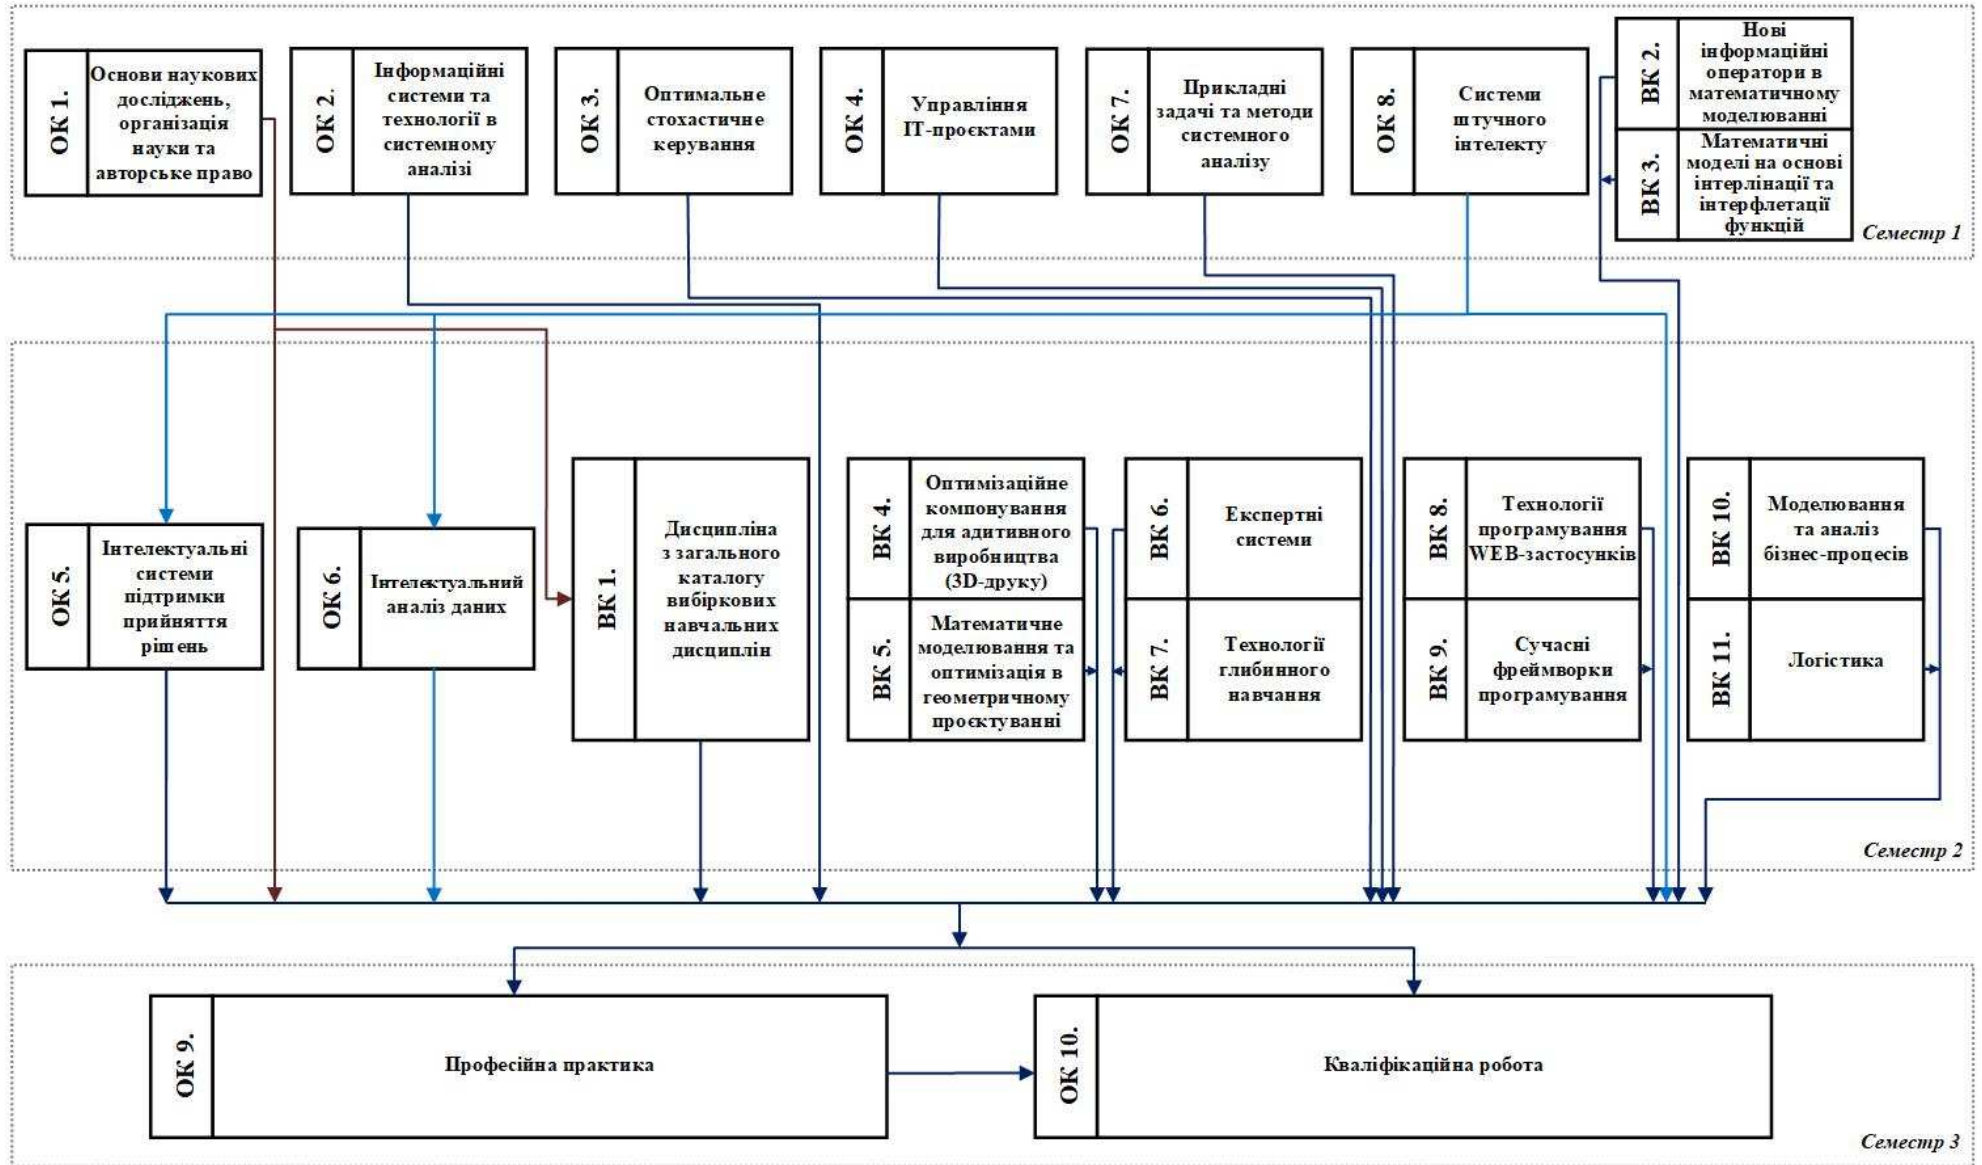 ОК 1.
Основи наукових
досліджень,
організація
науки та
авторське право
ОК 2.
Інформаційні
системи та
технології в
системному
аналізі
ОК 3.
Оптимальне
стохастичне
керування
ОК 4.
Управління
ІТ-проєктами
ОК 7.
Прикладні
задачі та методи
системного
аналізу
ОК 8.
Системи
штучного
інтелекту
ВК 2.
Нові
інформаційні
оператори в
математичному
моделюванні
ВК 3.
Математичні
моделі на основі
інтерлінації та
інтерфлетації
функцій
Семестр 1
ОК 5.
Інтелектуальні
системи
підтримки
прийняття
рішень
ОК 6.
Інтелектуальний
аналіз даних
ВК 1.
Дисципліна
з загального
каталогу
вибіркових
навчальних
дисциплін
ВК 4.
Оптимізаційне
компонування
для адитивного
виробництва
(3D-друку)
ВК 5.
Математичне
моделювання та
оптимізація в
геометричному
проєктуванні
ВК 6.
Експертні
системи
ВК 7.
Технології
глибинного
навчання
ВК 8.
Технології
програмування
WEB-застосунків
ВК 9.
Сучасні
фреймворки
програмування
ВК 10.
Моделювання
та аналіз
бізнес-процесів
ВК 11.
Логістика
Семестр 2
ОК 9.
Професійна практика
ОК 10.
Кваліфікаційна робота
Семестр 3